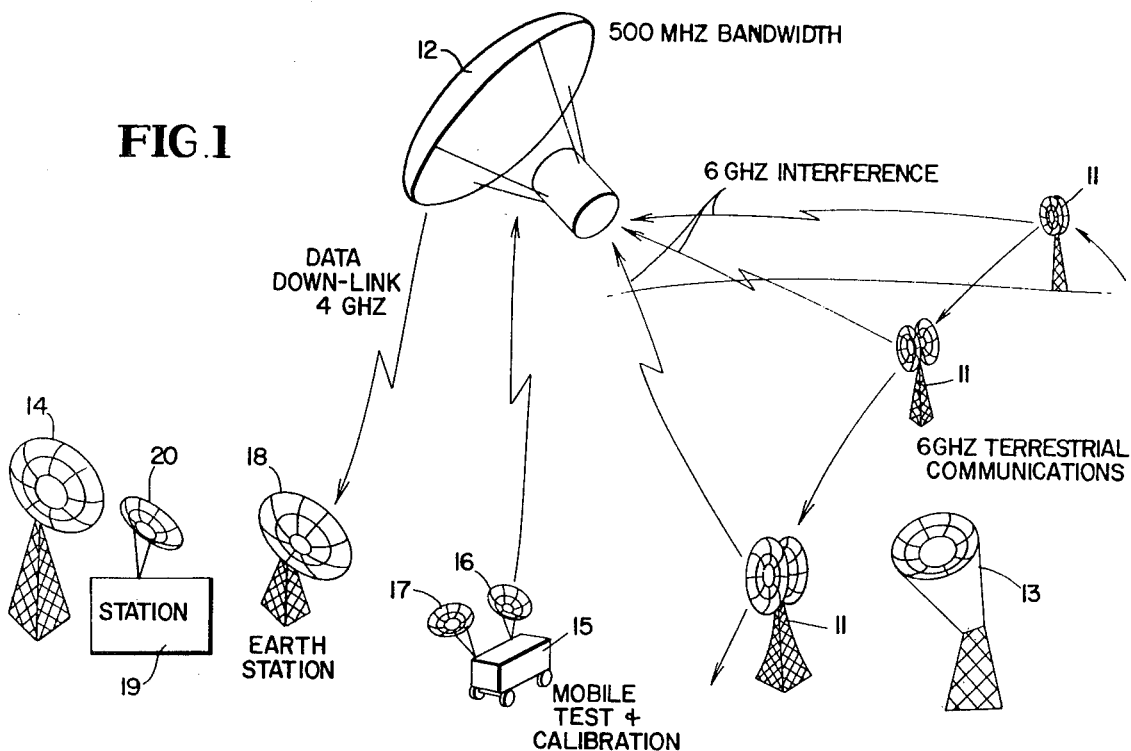 500 MHZ BANDWIDTH
12
FIG.1
6 GHZ INTERFERENCE
11
DATA
DOWN-LINK
4 GHZ
11
6GHZ TERRESTRIAL
COMMUNICATIONS
14
20
18
16
17
15
13
STATION
11
EARTH
STATION
19
MOBILE
TEST &
CALIBRATION